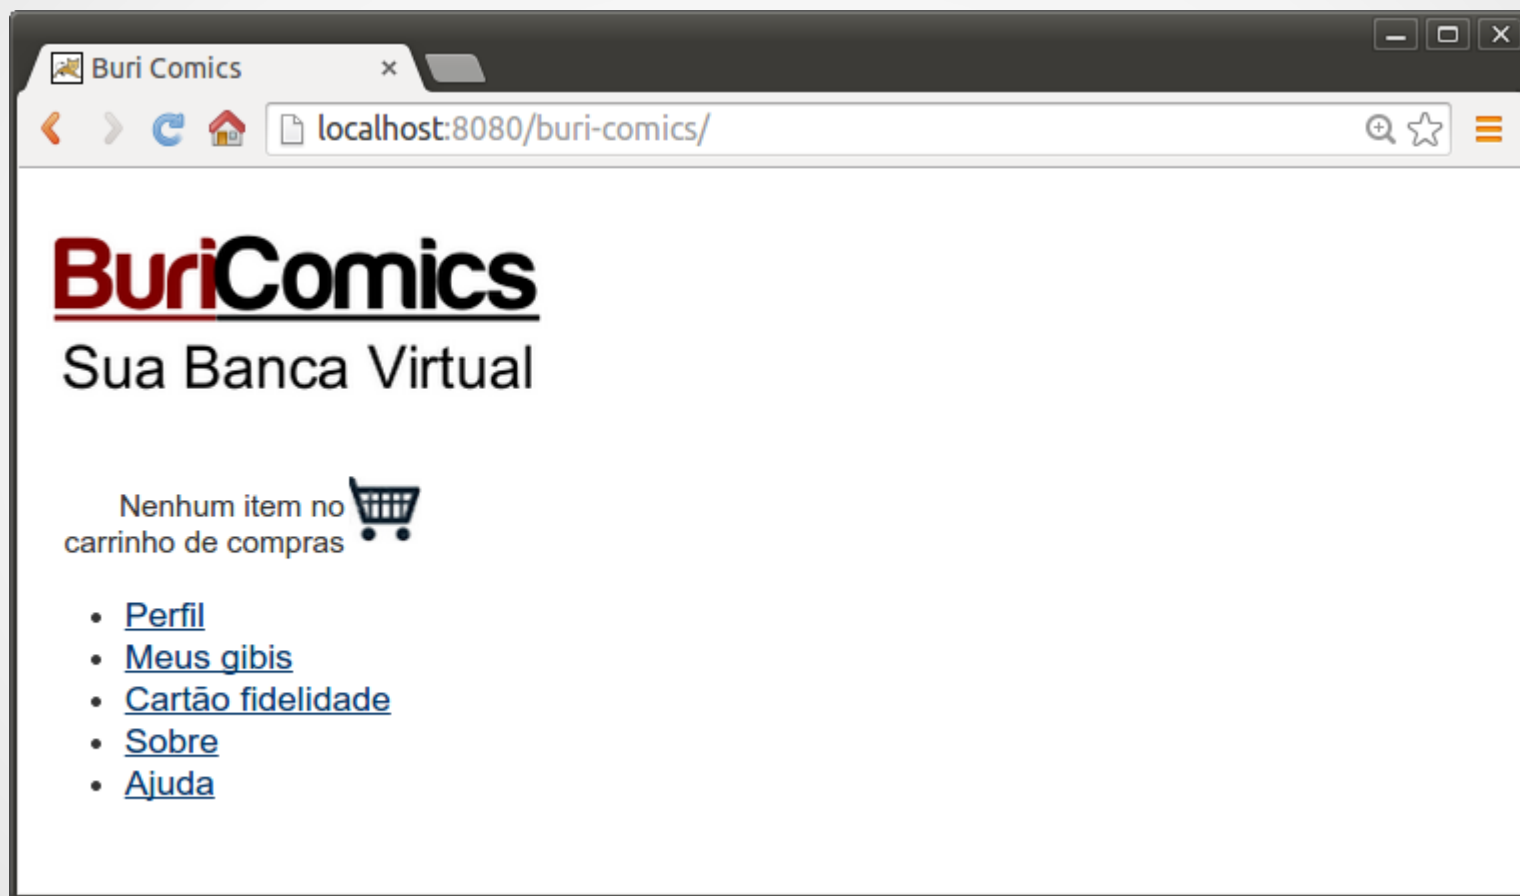 Buri Comics
localhost:8080/buri-comics/
BuriComics
Sua Banca Virtual
Nenhum item no
carrinho de compras
Perfil
Meus gibis
Cartão fidelidade
Sobre
Ajuda